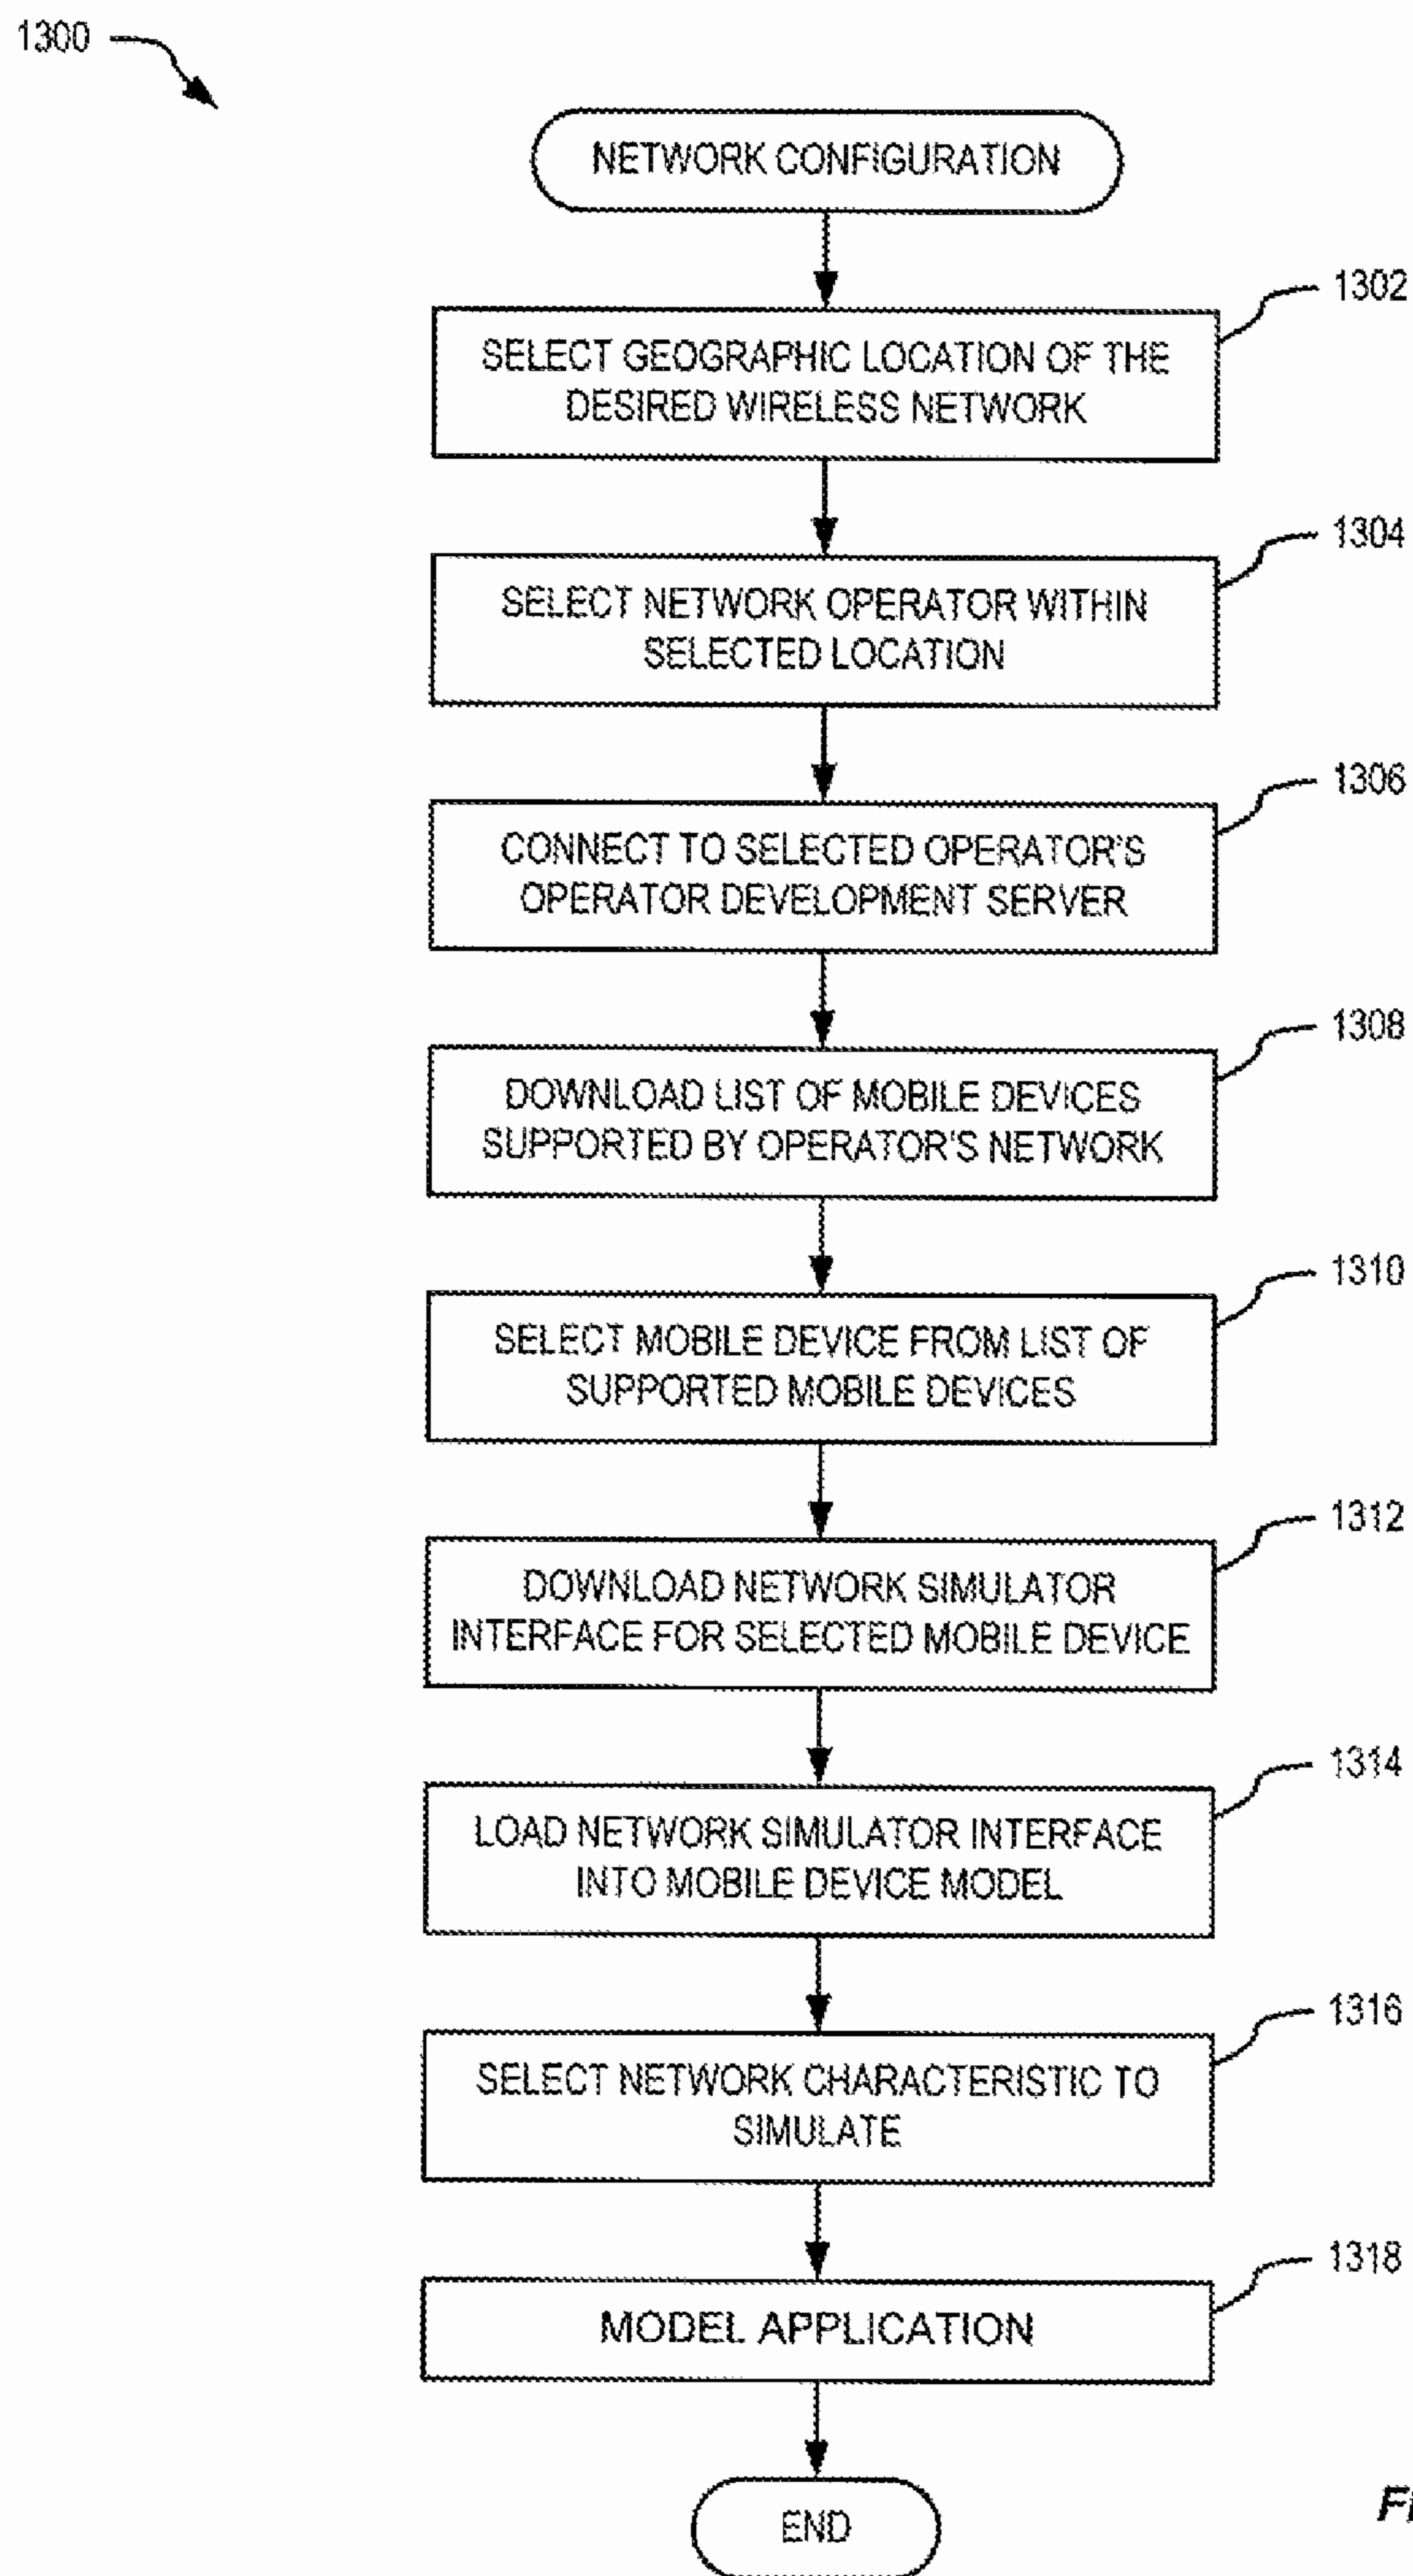 1300
NETWORK CONFIGURATION
1302
SELECT GEOGRAPHIC LOCATION OF THE
DESIRED WIRELESS NETWORK
1304
SELECT NETWORK OPERATOR WITHIN
SELECTED LOCATION
1306
CONNECT TO SELECTED OPERATOR'S
OPERATOR DEVELOPMENT SERVER
1308
DOWNLOAD LIST OF MOBILE DEVICES
SUPPORTED BY OPERATOR'S NETWORK
1310
SELECT MOBILE DEVICE FROM LIST OF
SUPPORTED MOBILE DEVICES
1312
DOWNLOAD NETWORK SIMULATOR
INTERFACE FOR SELECTED MOBILE DEVICE
1314
LOAD NETWORK SIMULATOR INTERFACE
INTO MOBILE DEVICE MODEL
1316
SELECT NETWORK CHARACTERISTIC TO
SIMULATE
1318
MODEL APPLICATION
END